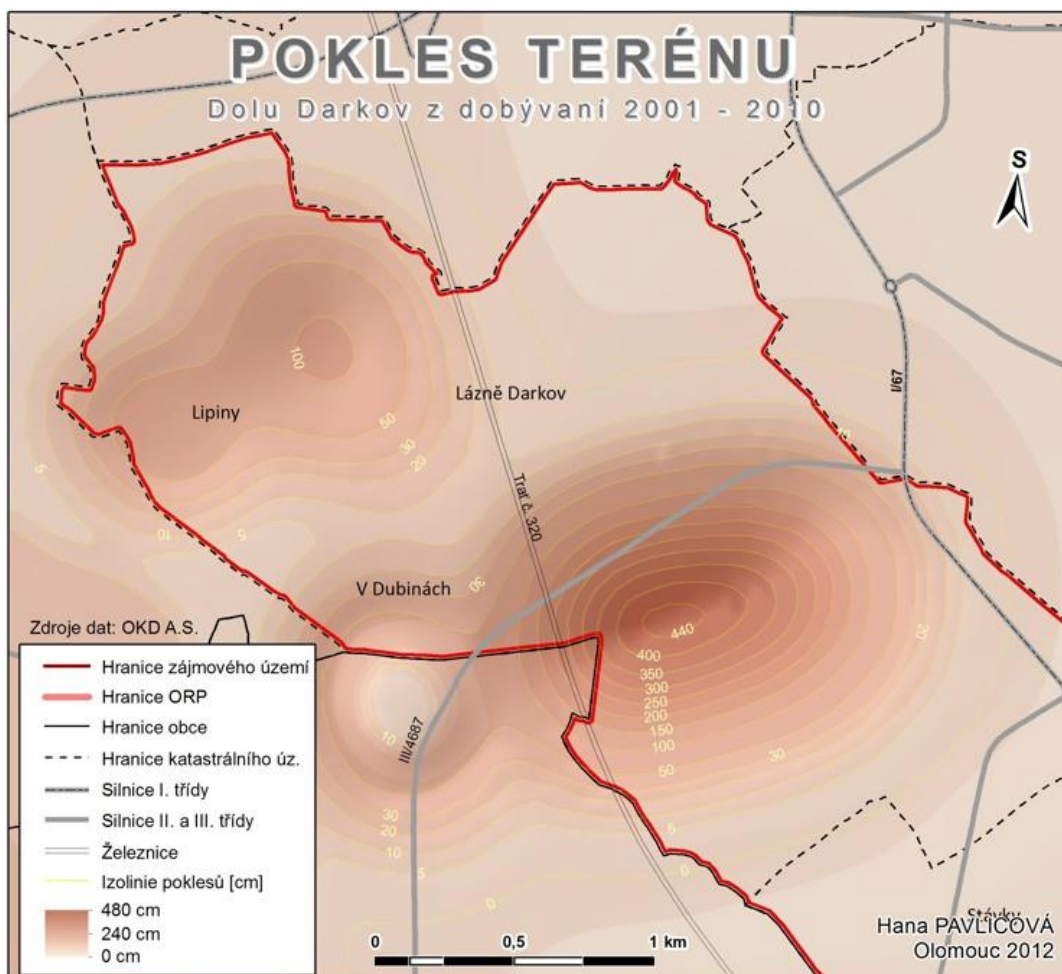 POKLES TERÉNU
Dolu Darkov z dobývaní 2001 - 2010
S
100
Lipiny
50
30
20
Lázně Darkov
I/67
5
10
5
Trať č. 320
V Dubinách
30
20
440
400
350
300
250
200
150
100
50
30
10
III/4687
30
20
10
5
0
5
0
Zdroje dat: OKD A.S.
Hranice zájmového území
Hranice ORP
Hranice obce
Hranice katastrálního úz.
Silnice I. třídy
Silnice II. a III. třídy
Železnice
Izolinie poklesů [cm]
480 cm
240 cm
0 cm
0 0,5 1 km
Stávky
Hana PAVLICOVÁ
Olomouc 2012